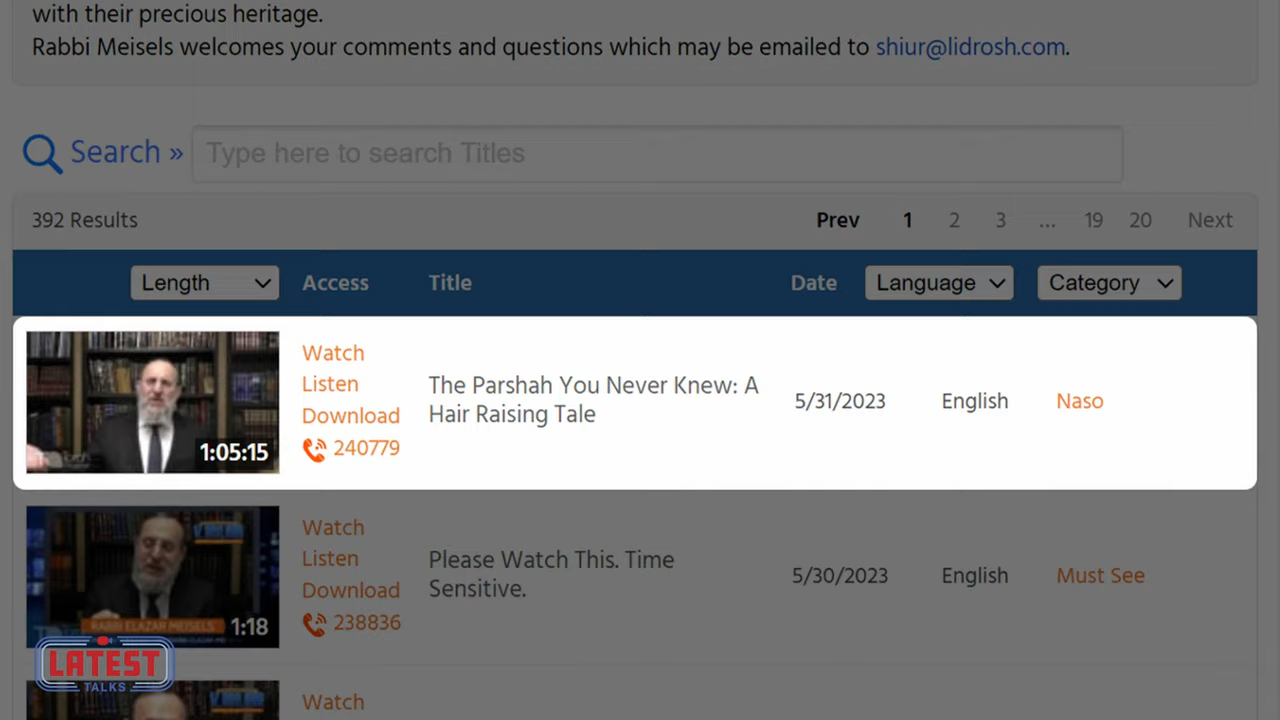 with their precious heritage.
Rabbi Meisels welcomes your comments and questions which may be emailed to shiur@lidrosh.com.
Search »
Type here to search Titles
392 Results
Prev 1 2 3 ... 19 20 Next
Length Access Title Date Language Category
Watch
Listen
Download
240779
1:05:15
The Parshah You Never Knew: A
Hair Raising Tale
5/31/2023
English
Naso
Watch
Listen
Download
238836
RABBI ELAZAR MEISELS
1:18
Please Watch This. Time
Sensitive.
5/30/2023
English
Must See
LATEST
TALKS
Watch